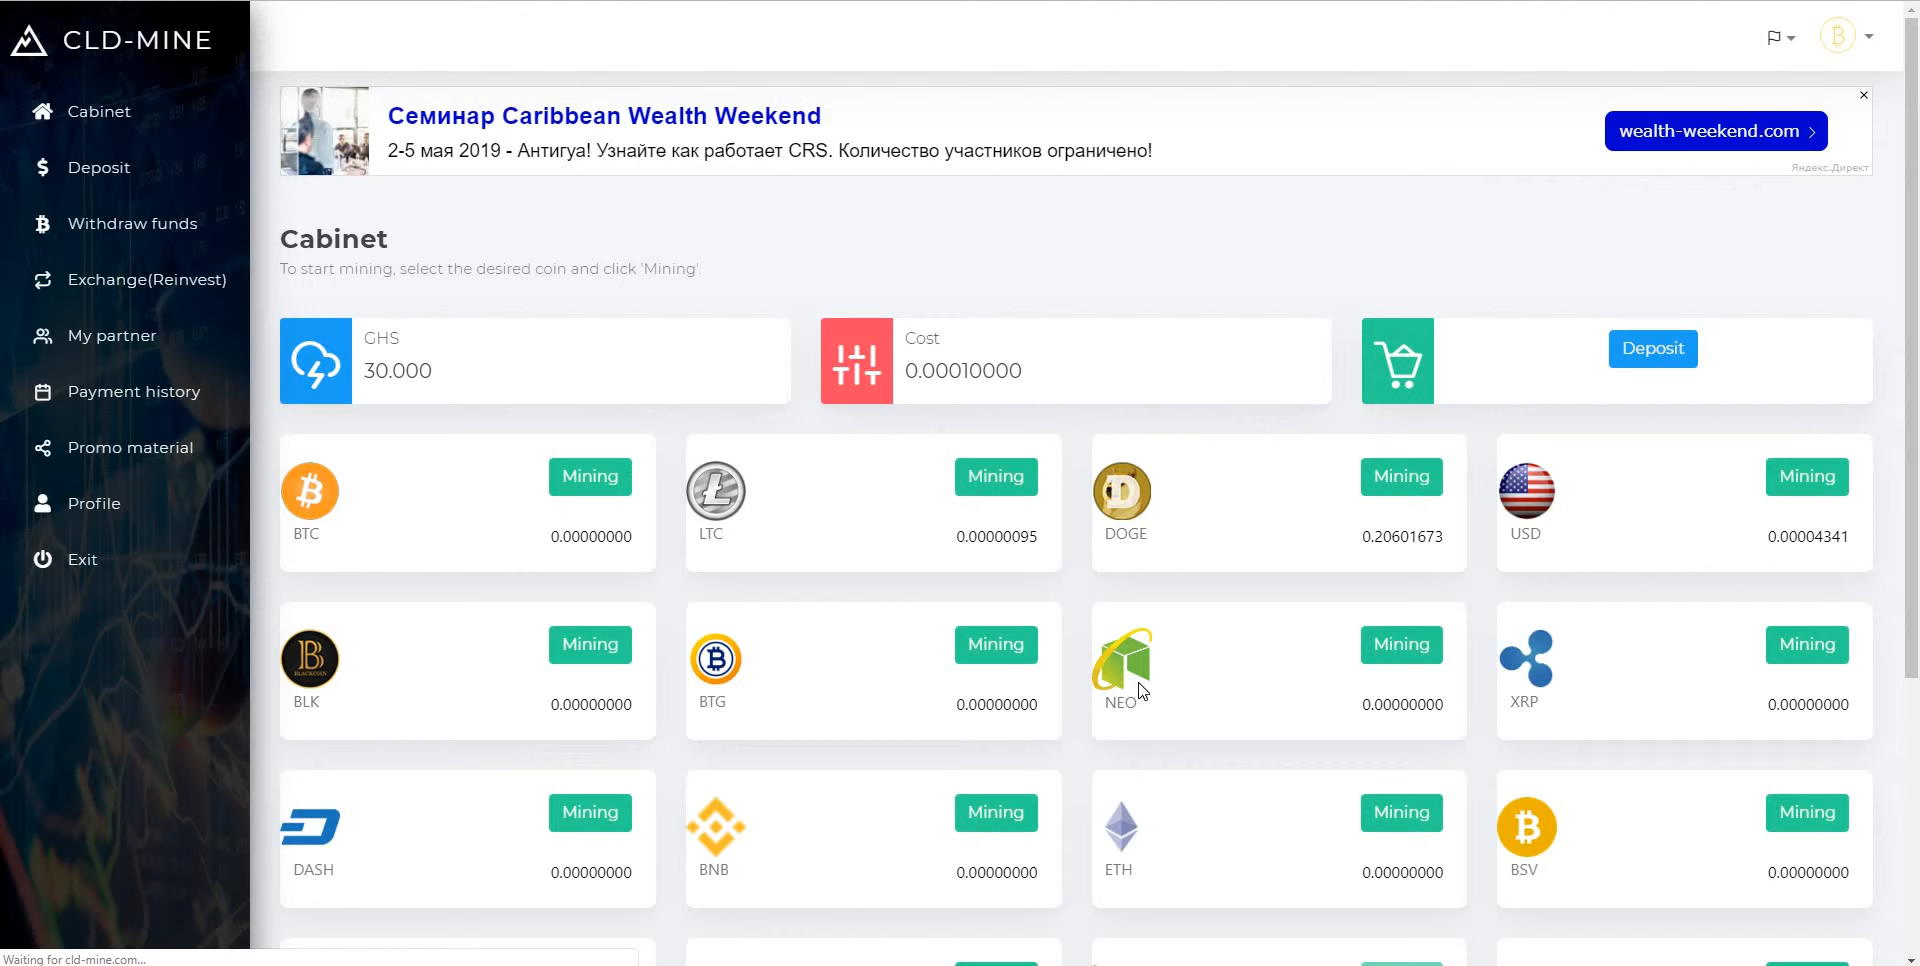 CLD-MINE
Cabinet
Deposit
Withdraw funds
Exchange(Reinvest)
My partner
Payment history
Promo material
Profile
Exit
Семинар Caribbean Wealth Weekend
2-5 мая 2019 - Антигуа! Узнайте как работает CRS. Количество участников ограничено!
wealth-weekend.com
Яндекс.Директ
Cabinet
To start mining, select the desired coin and click 'Mining'.
GHS
30.000
Cost
0.00010000
Deposit
Mining
BTC
0.00000000
Mining
LTC
0.00000095
Mining
DOGE
0.20601673
Mining
USD
0.00004341
BLACKCOIN
Mining
BLK
0.00000000
Mining
BTG
0.00000000
Mining
NEO
0.00000000
Mining
XRP
0.00000000
Mining
DASH
0.00000000
Mining
BNB
0.00000000
Mining
ETH
0.00000000
Mining
BSV
0.00000000
Waiting for cld-mine.com...